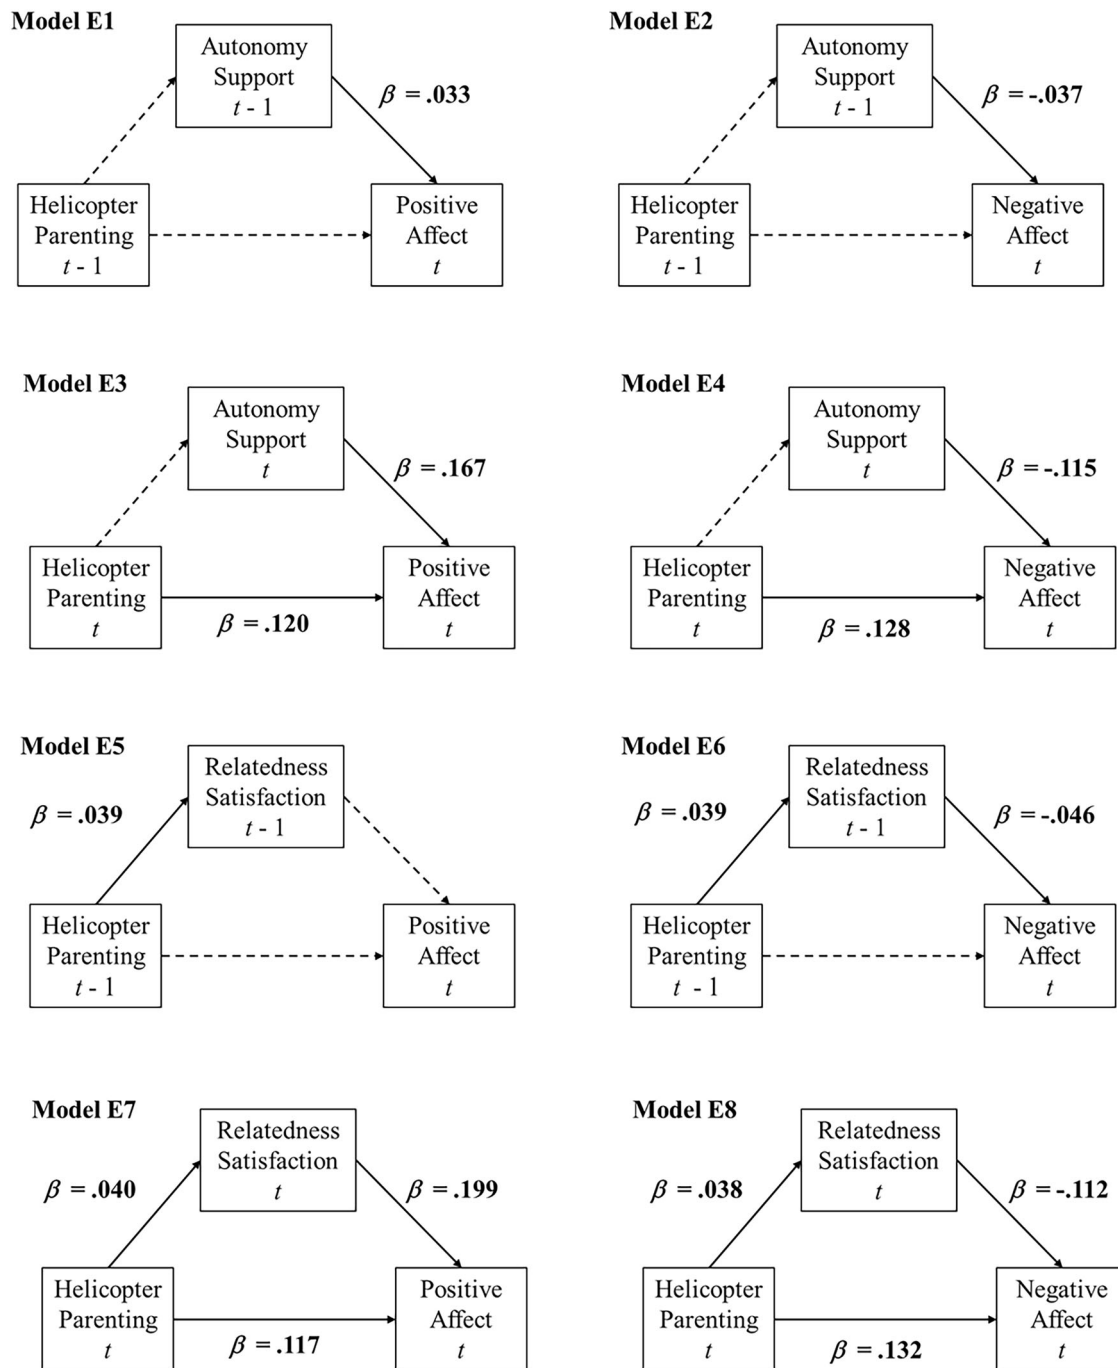 Model E1
Autonomy
Support
t - 1
β = .033
Helicopter
Parenting
t - 1
Positive
Affect
t
Model E2
Autonomy
Support
t - 1
β = -.037
Helicopter
Parenting
t - 1
Negative
Affect
t
Model E3
Autonomy
Support
t
β = .167
Helicopter
Parenting
t
Positive
Affect
t
β = .120
Model E4
Autonomy
Support
t
β = -.115
Helicopter
Parenting
t
Negative
Affect
t
β = .128
Model E5
Relatedness
Satisfaction
t - 1
β = .039
Helicopter
Parenting
t - 1
Positive
Affect
t
Model E6
Relatedness
Satisfaction
t - 1
β = .039
β = -.046
Helicopter
Parenting
t - 1
Negative
Affect
t
Model E7
Relatedness
Satisfaction
t
β = .040
β = .199
Helicopter
Parenting
t
Positive
Affect
t
β = .117
Model E8
Relatedness
Satisfaction
t
β = .038
β = -.112
Helicopter
Parenting
t
Negative
Affect
t
β = .132